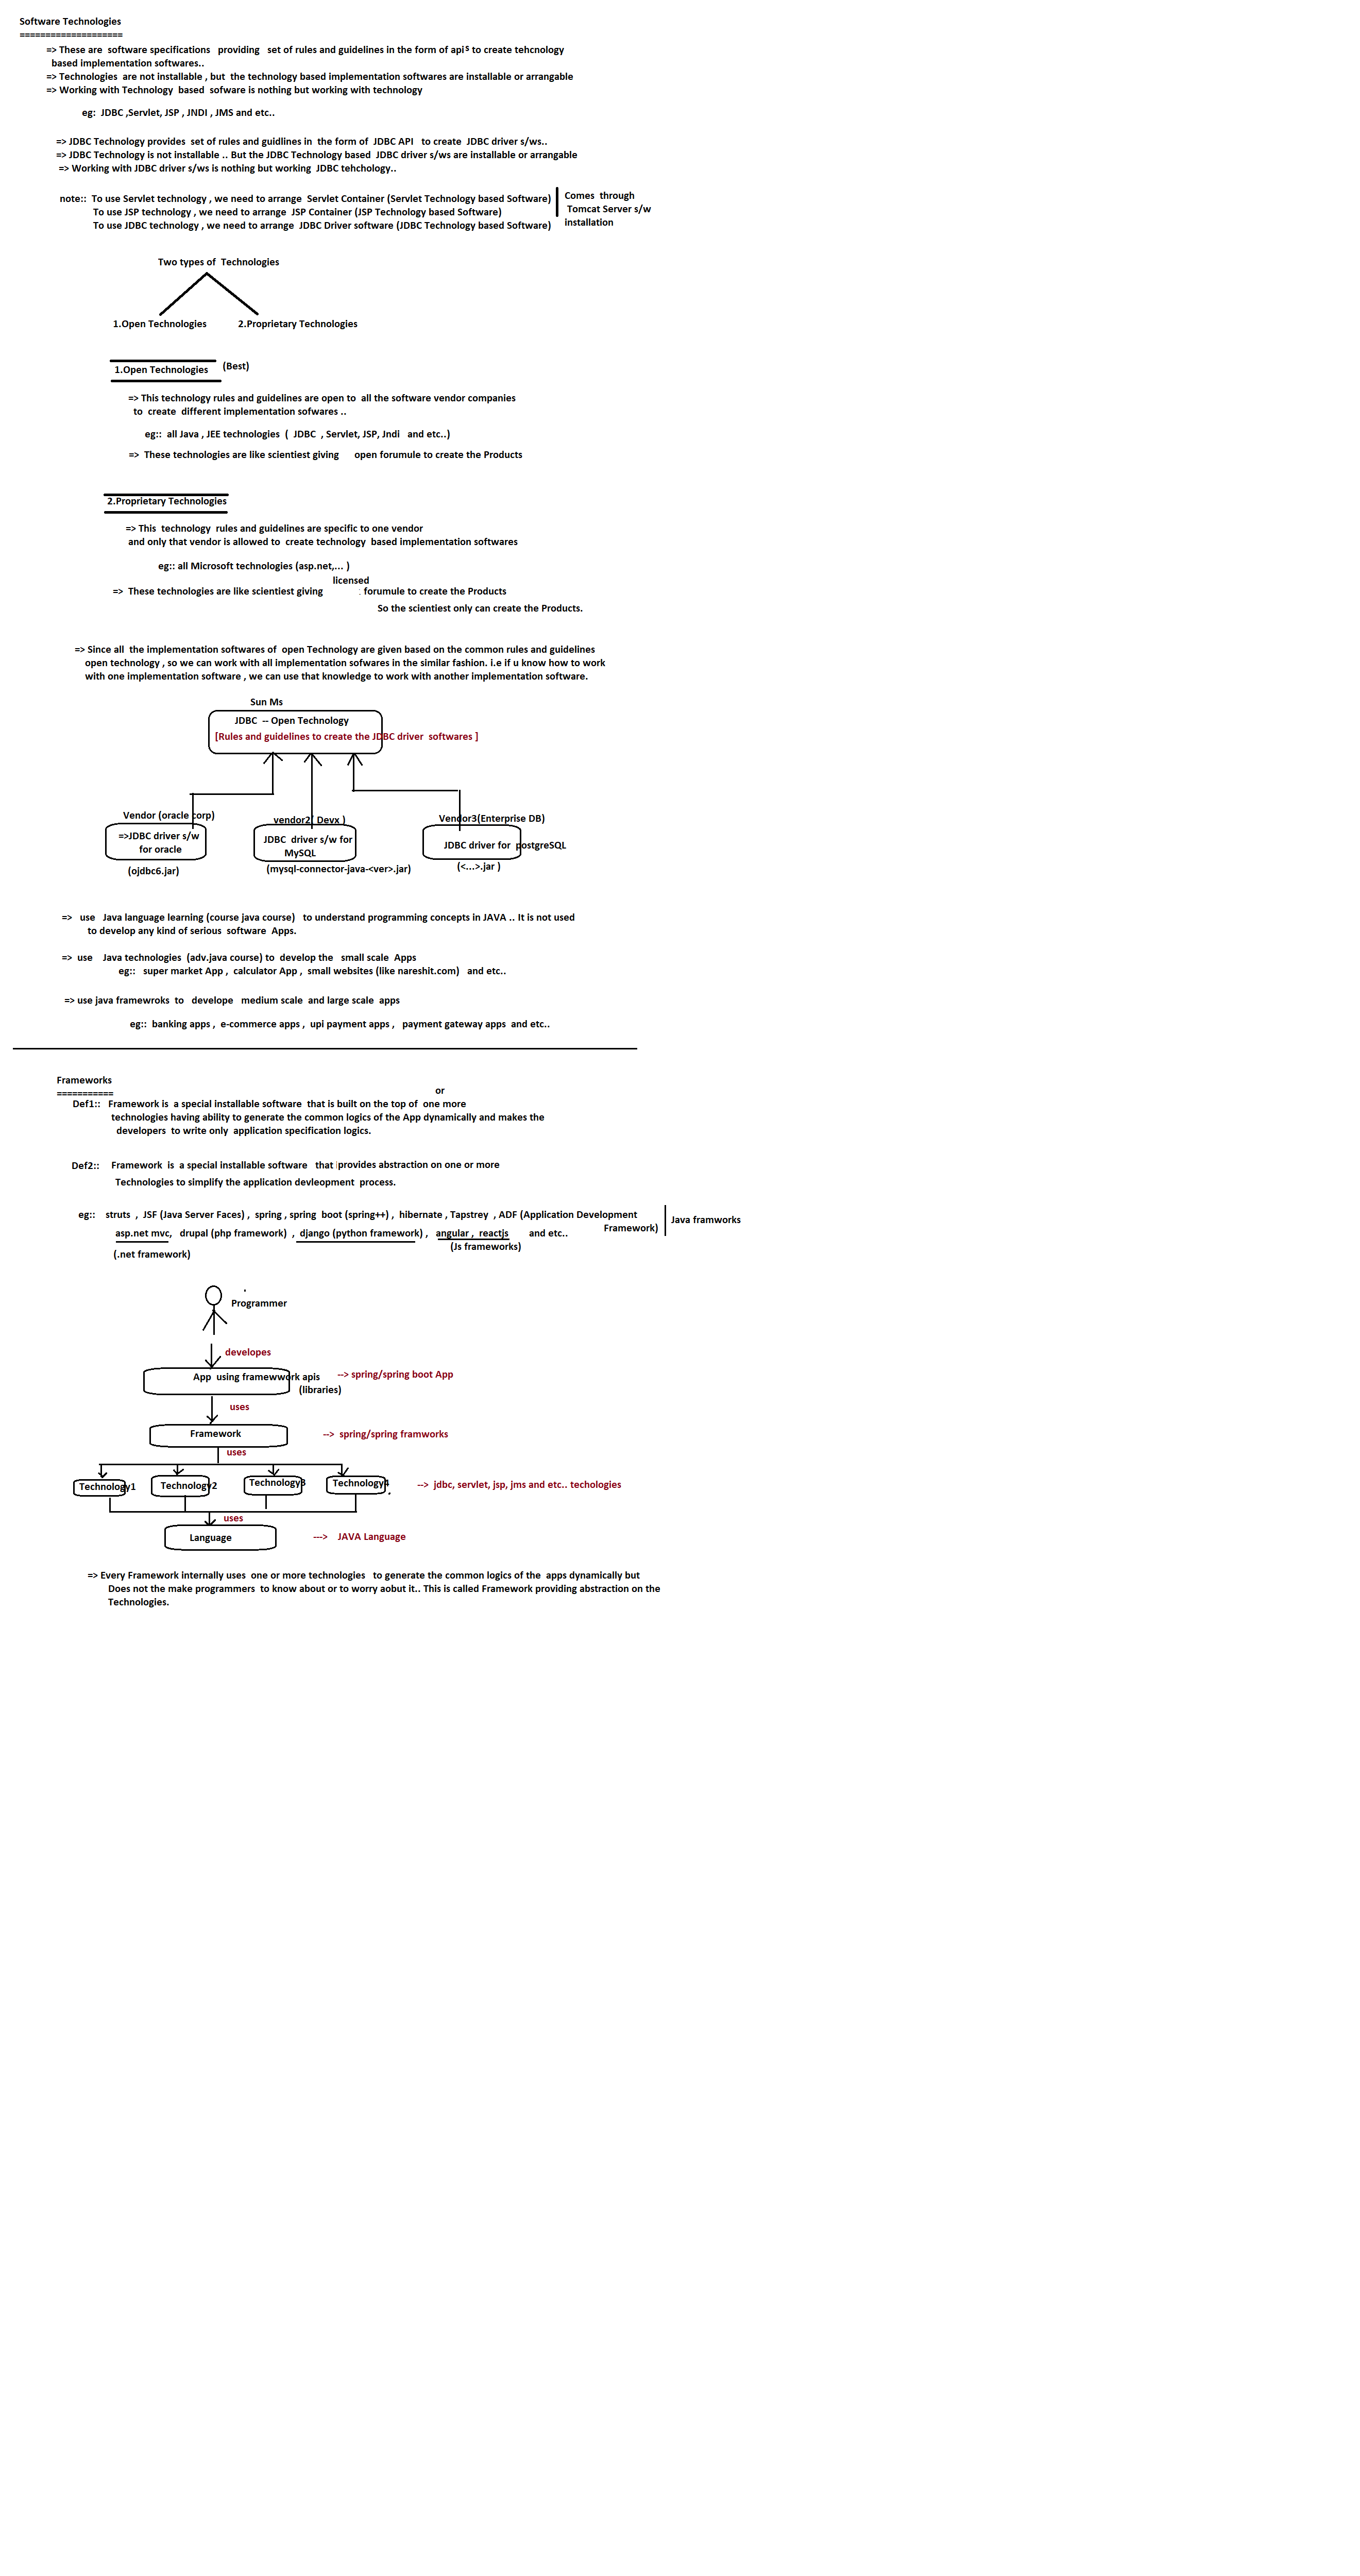 Software Technologies
====================
=> These are software specifications providing set of rules and guidelines in the form of apis to create tehcnology
based implementation softwares..
=> Technologies are not installable , but the technology based implementation softwares are installable or arrangable
=> Working with Technology based sofware is nothing but working with technology
eg: JDBC ,Servlet, JSP , JNDI , JMS and etc..
=> JDBC Technology provides set of rules and guidlines in the form of JDBC API to create JDBC driver s/ws..
=> JDBC Technology is not installable .. But the JDBC Technology based JDBC driver s/ws are installable or arrangable
=> Working with JDBC driver s/ws is nothing but working JDBC tehchology..
note:: To use Servlet technology , we need to arrange Servlet Container (Servlet Technology based Software)
To use JSP technology , we need to arrange JSP Container (JSP Technology based Software)
To use JDBC technology , we need to arrange JDBC Driver software (JDBC Technology based Software)
Comes through
Tomcat Server s/w
installation
Two types of Technologies
1.Open Technologies 2.Proprietary Technologies
1.Open Technologies (Best)
=> This technology rules and guidelines are open to all the software vendor companies
to create different implementation sofwares ..
eg:: all Java , JEE technologies ( JDBC , Servlet, JSP, Jndi and etc..)
=> These technologies are like scientiest giving open forumule to create the Products
2.Proprietary Technologies
=> This technology rules and guidelines are specific to one vendor
and only that vendor is allowed to create technology based implementation softwares
eg:: all Microsoft technologies (asp.net,... )
licensed
=> These technologies are like scientiest giving forumule to create the Products
So the scientiest only can create the Products.
=> Since all the implementation softwares of open Technology are given based on the common rules and guidelines
open technology , so we can work with all implementation sofwares in the similar fashion. i.e if u know how to work
with one implementation software , we can use that knowledge to work with another implementation software.
Sun Ms
JDBC -- Open Technology
[Rules and guidelines to create the JDBC driver softwares ]
Vendor (oracle corp)
=>JDBC driver s/w
for oracle
(ojdbc6.jar)
vendor2( Devx )
JDBC driver s/w for
MySQL
(mysql-connector-java-<ver>.jar)
Vendor3(Enterprise DB)
JDBC driver for postgreSQL
(<...>.jar )
=> use Java language learning (course java course) to understand programming concepts in JAVA .. It is not used
to develop any kind of serious software Apps.
=> use Java technologies (adv.java course) to develop the small scale Apps
eg:: super market App , calculator App , small websites (like nareshit.com) and etc..
=> use java framewroks to develope medium scale and large scale apps
eg:: banking apps , e-commerce apps , upi payment apps , payment gateway apps and etc..
Frameworks
===========
or
Def1:: Framework is a special installable software that is built on the top of one more
technologies having ability to generate the common logics of the App dynamically and makes the
developers to write only application specification logics.
Def2:: Framework is a special installable software that provides abstraction on one or more
Technologies to simplify the application devleopment process.
eg:: struts , JSF (Java Server Faces) , spring , spring boot (spring++) , hibernate , Tapstrey , ADF (Application Development
Framework)
Java framworks
asp.net mvc, drupal (php framework) , django (python framework) , angular , reactjs and etc..
(.net framework)
(Js frameworks)
Programmer
developes
App using framewwork apis
(libraries)
--> spring/spring boot App
uses
Framework
--> spring/spring framworks
uses
Technology1 Technology2 Technology3 Technology4
--> jdbc, servlet, jsp, jms and etc.. techologies
uses
Language
---> JAVA Language
=> Every Framework internally uses one or more technologies to generate the common logics of the apps dynamically but
Does not the make programmers to know about or to worry aobut it.. This is called Framework providing abstraction on the
Technologies.